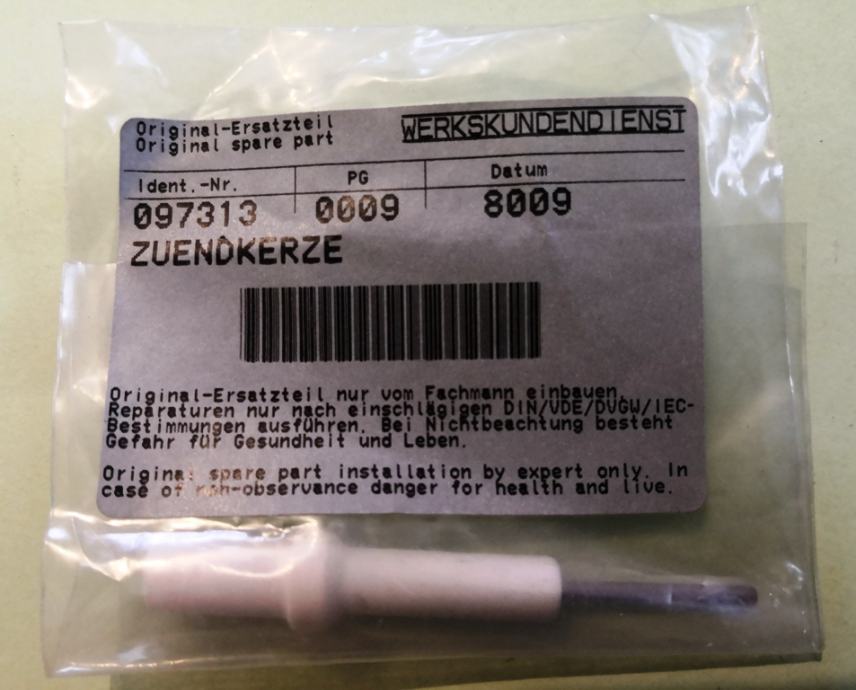 Original-Ersatzteil
Original spare part
WERKSKUNDENDIENST
Ident.-Nr. PG Datum
097313 0009 8009
ZUENDKERZE
Original-Ersatzteil nur vom Fachmann einbauen.
Reparaturen nur nach einschlägigen DIN/VDE/DVGW/IEC-
Bestimmungen ausführen. Bei Nichtbeachtung besteht
Gefahr für Gesundheit und Leben.
Original spare part installation by expert only. In
case of non-observance danger for health and live.